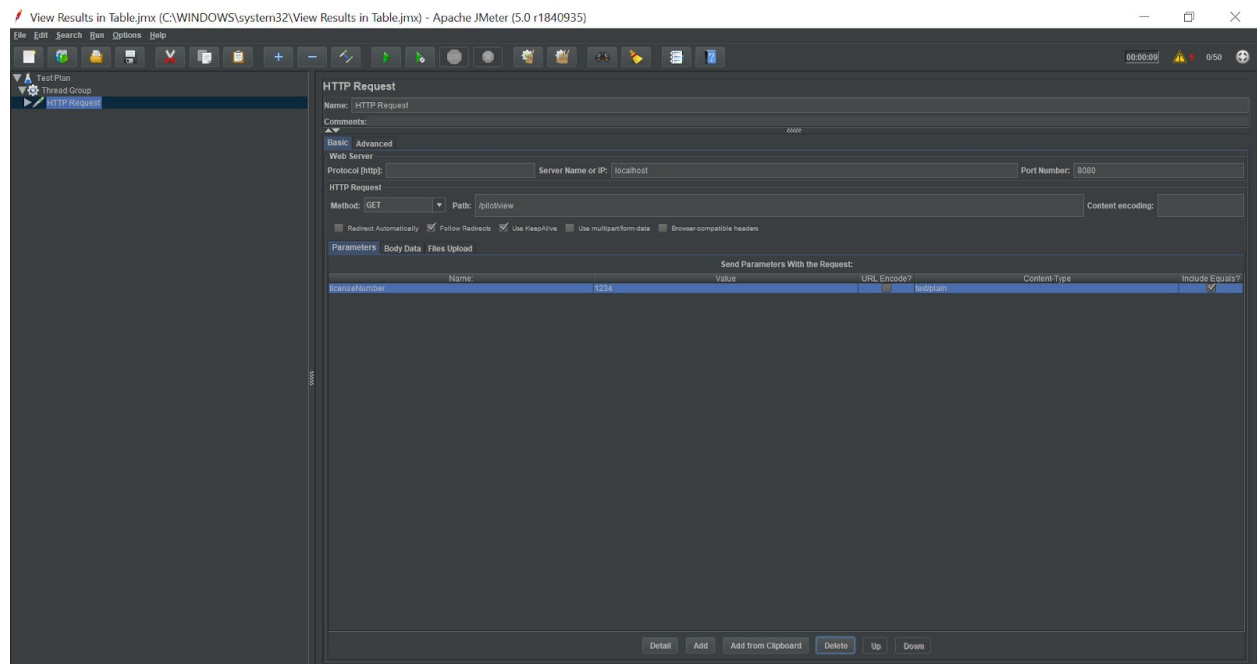 View Results in Table.jmx (C:\WINDOWS\system32\View Results in Table.jmx) - Apache JMeter (5.0 r1840935)
File Edit Search Run Options Help
00:00:09 0/50
Test Plan
Thread Group
HTTP Request
HTTP Request
Name: HTTP Request
Comments:
Basic Advanced
Web Server
Protocol [http]: Server Name or IP: localhost Port Number: 8080
HTTP Request
Method: GET Path: /pilot/view Content encoding:
Redirect Automatically Follow Redirects Use KeepAlive Use multipart/form-data Browser-compatible headers
Parameters Body Data Files Upload
Send Parameters With the Request:
Name: Value URL Encode? Content-Type Include Equals?
licenseNumber 1234 text/plain
Detail Add Add from Clipboard Delete Up Down